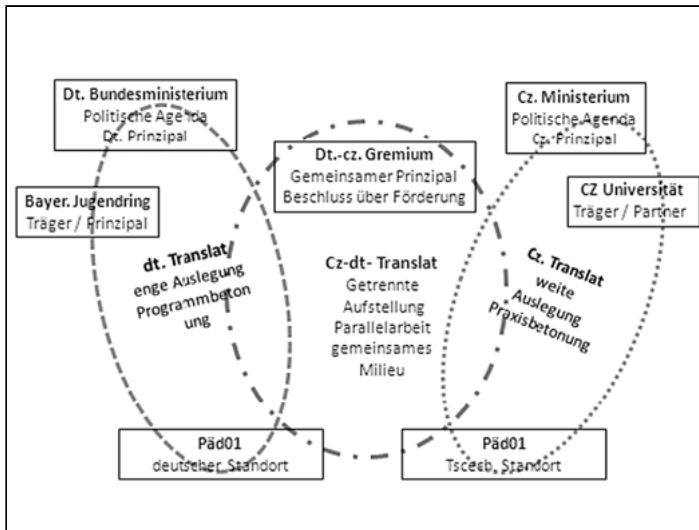 Dt. Bundesministerium
Politische Agenda
Dt. Prinzipal
Cz. Ministerium
Politische Agenda
Cz. Prinzipal
Dt.-cz. Gremium
Gemeinsamer Prinzipal
Beschluss über Förderung
Bayer. Jugendring
Träger / Prinzipal
CZ Universität
Träger / Partner
dt. Translat
enge Auslegung
Programmbeton
ung
Cz-dt- Translat
Getrennte
Aufstellung
Parallelarbeit
gemeinsames
Milieu
Cz. Translat
weite
Auslegung
Praxisbetonung
Päd01
deutscher Standort
Päd01
Tscech. Standort